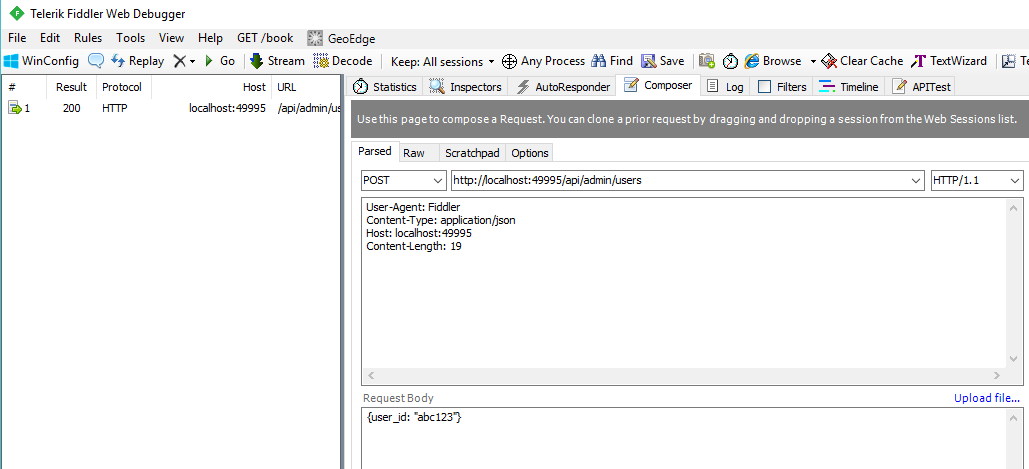 Telerik Fiddler Web Debugger
File Edit Rules Tools View Help GET /book GeoEdge
WinConfig Replay Go Stream Decode Keep: All sessions Any Process Find Save Browse Clear Cache TextWizard Te
# Result Protocol Host URL
1 200 HTTP localhost:49995 /api/admin/us
Statistics Inspectors AutoResponder Composer Log Filters Timeline APITest
Use this page to compose a Request. You can clone a prior request by dragging and dropping a session from the Web Sessions list.
Parsed Raw Scratchpad Options
POST http://localhost:49995/api/admin/users HTTP/1.1
User-Agent: Fiddler
Content-Type: application/json
Host: localhost:49995
Content-Length: 19
Request Body Upload file...
{user_id: "abc123"}